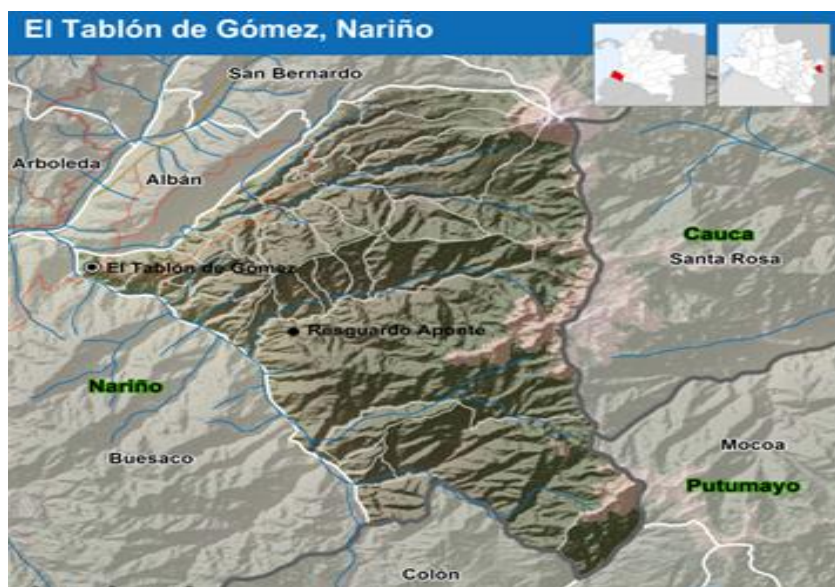 El Tablón de Gómez, Nariño
San Bernardo
Arboleda
Albán
Cauca
Santa Rosa
El Tablón de Gómez
Resguardo Aponte
Nariño
Buesaco
Mocoa
Putumayo
Colón